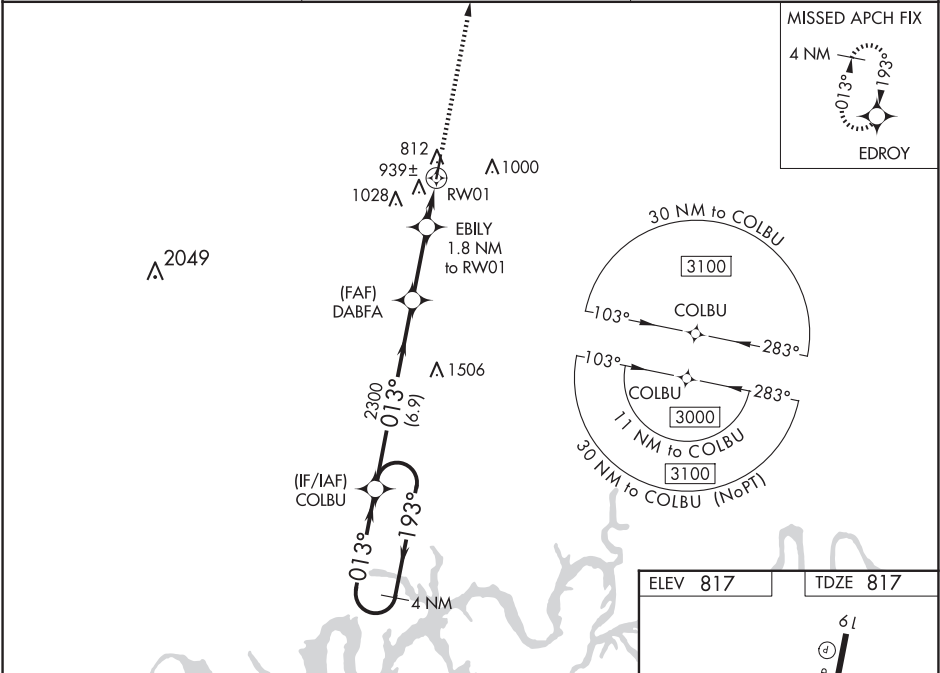 MISSED APCH FIX
4 NM
013°
193°
EDROY
812
939±
1028
1000
RW01
EBILY
1.8 NM
to RW01
2049
(FAF)
DABFA
1506
2300
013°
(6.9)
(IF/IAF)
COLBU
013°
193°
4 NM
30 NM to COLBU
3100
COLBU
103°
283°
103°
283°
COLBU
3000
11 NM to COLBU
3100
30 NM to COLBU (NoPT)
ELEV 817
TDZE 817
19
P